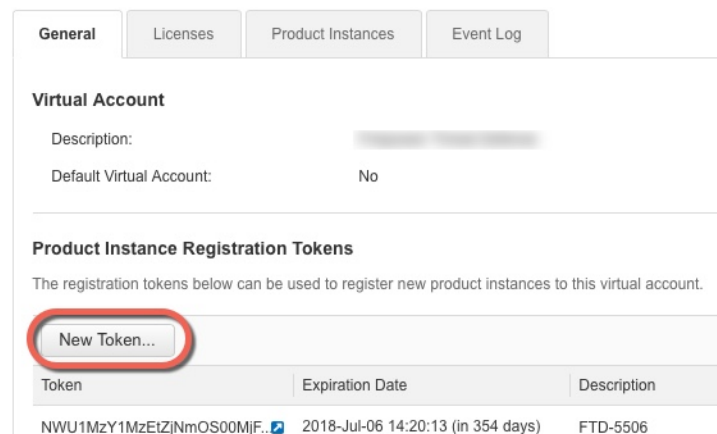 General Licenses Product Instances Event Log
Virtual Account
Description:
Default Virtual Account: No
Product Instance Registration Tokens
The registration tokens below can be used to register new product instances to this virtual account.
New Token...
Token Expiration Date Description
NWU1MzY1MzEtZjNmOS00MjF.. 2018-Jul-06 14:20:13 (in 354 days) FTD-5506